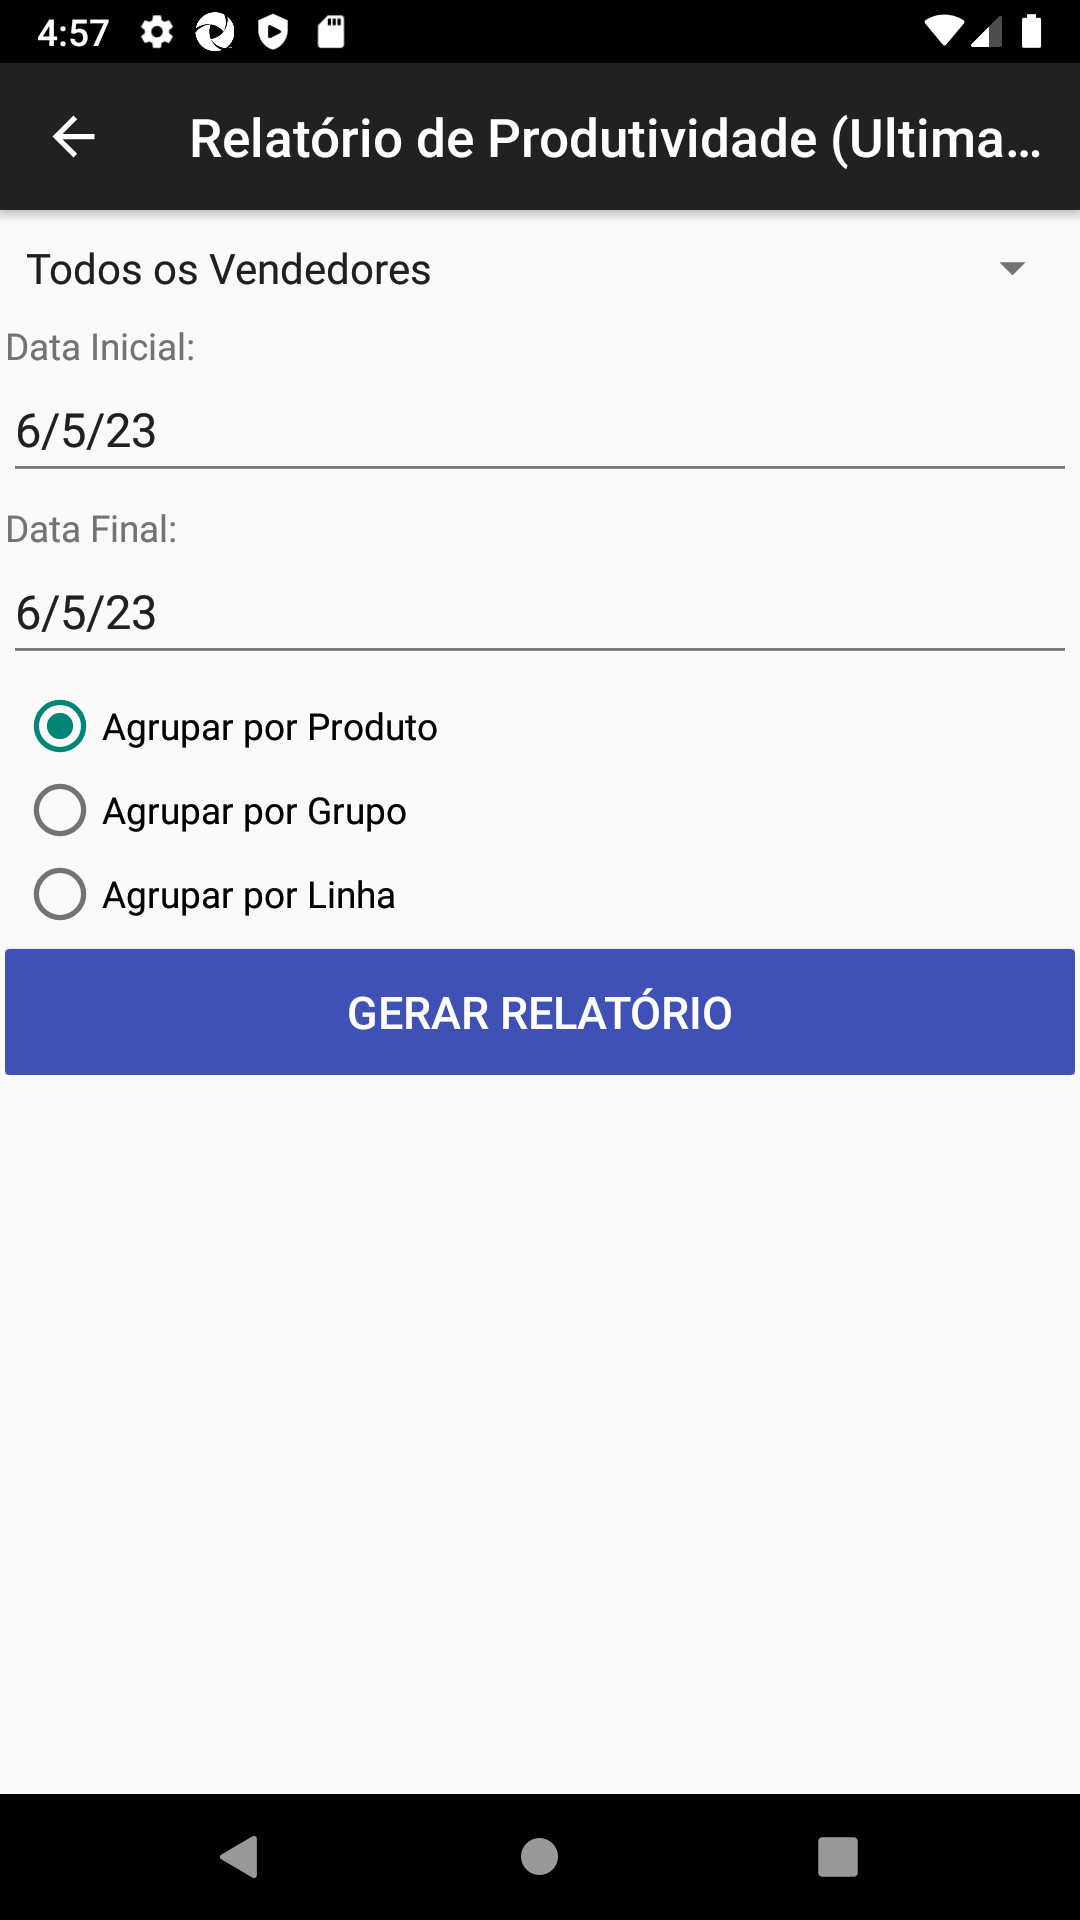 4:57
Relatório de Produtividade (Ultima...
Todos os Vendedores
Data Inicial:
6/5/23
Data Final:
6/5/23
Agrupar por Produto
Agrupar por Grupo
Agrupar por Linha
GERAR RELATÓRIO